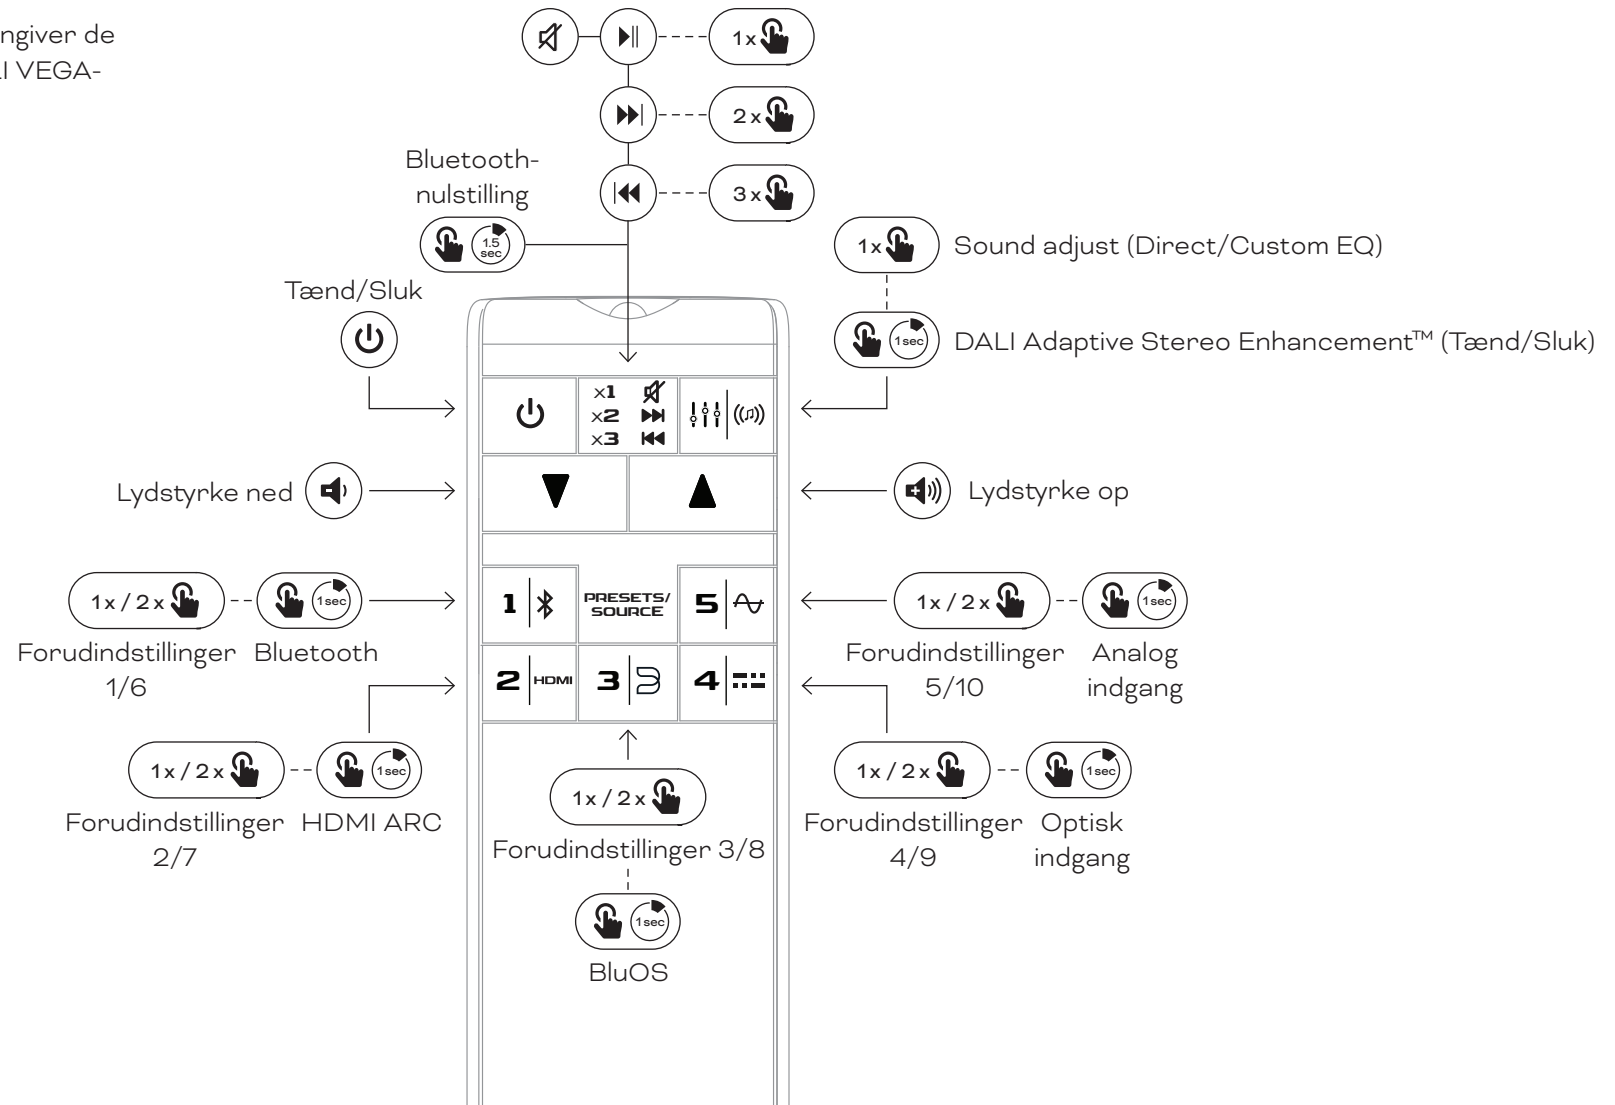 ngiver de
I VEGA-
1x
2x
3x
Bluetooth-
nulstilling
1.5
sec
1x
Sound adjust (Direct/Custom EQ)
Tænd/Sluk
1sec
DALI Adaptive Stereo Enhancement™ (Tænd/Sluk)
x1
x2
x3
Lydstyrke ned
Lydstyrke op
1x / 2x
1sec
1
PRESETS/
SOURCE
5
1x / 2x
1sec
Forudindstillinger
1/6
Bluetooth
Forudindstillinger
5/10
Analog
indgang
2
HDMI
3
4
1x / 2x
1sec
Forudindstillinger
2/7
HDMI ARC
1x / 2x
Forudindstillinger 3/8
1sec
BluOS
1x / 2x
1sec
Forudindstillinger
4/9
Optisk
indgang